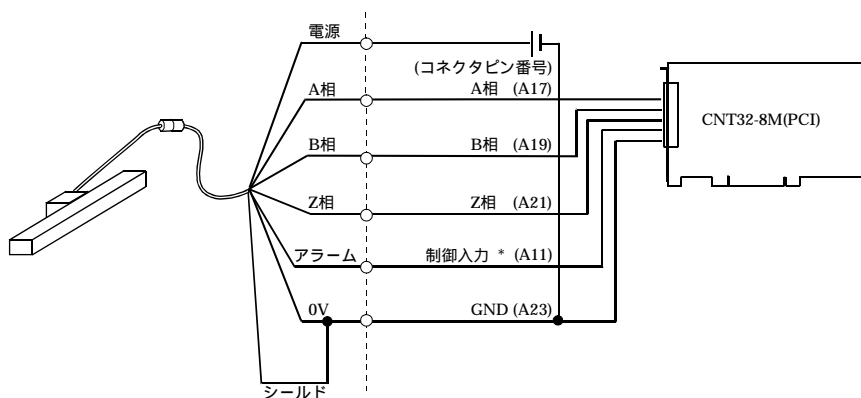 電源
(コネクタピン番号)
A相 A相 (A17)
CNT32-8M(PCI)
B相 B相 (A19)
Z相 Z相 (A21)
アラーム 制御入力 * (A11)
0V GND (A23)
シールド